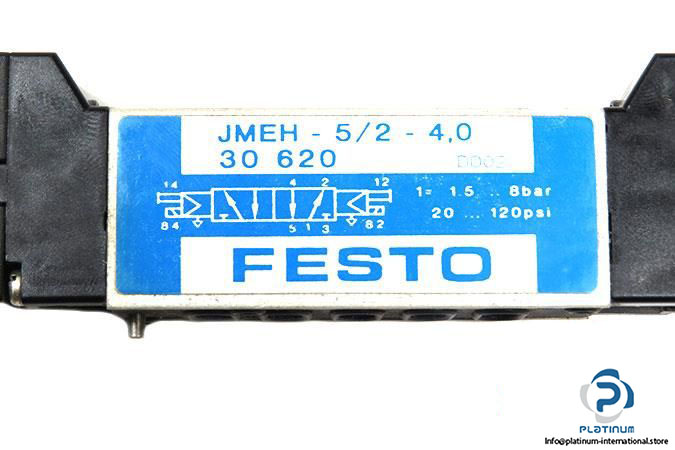 JMEH - 5/2 - 4,0
30 620 D002
14 4 2 12
1= 1.5 .. 8bar
20 ... 120psi
84 5 1 3 82
FESTO
PLATINUM
Info@platinum-international.store